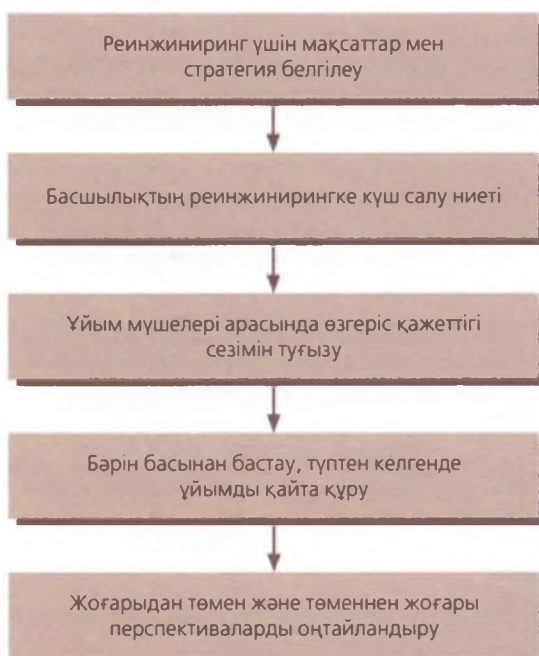 Реинжиниринг үшін мақсаттар мен
стратегия белгілеу
Басшылықтың реинжинирингке күш салу ниеті
Ұйым мүшелері арасында өзгеріс қажеттігі
сезімін туғызу
Бәрін басынан бастау, түптен келгенде
ұйымды қайта құру
Жоғарыдан төмен және төменнен жоғары
перспективаларды оңтайландыру